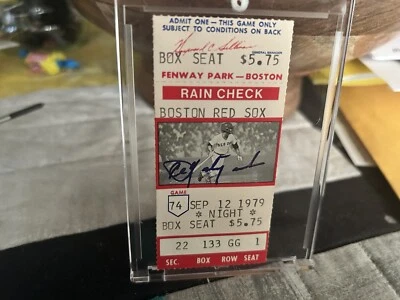 ADMIT ONE — THIS GAME ONLY
SUBJECT TO CONDITIONS ON BACK
GENERAL MANAGER
BOX SEAT $5.75
FENWAY PARK — BOSTON
RAIN CHECK
BOSTON RED SOX
GAME
74 SEP 12 1979
* NIGHT *
BOX SEAT $5.75
22 133 GG 1
SEC. BOX ROW SEAT